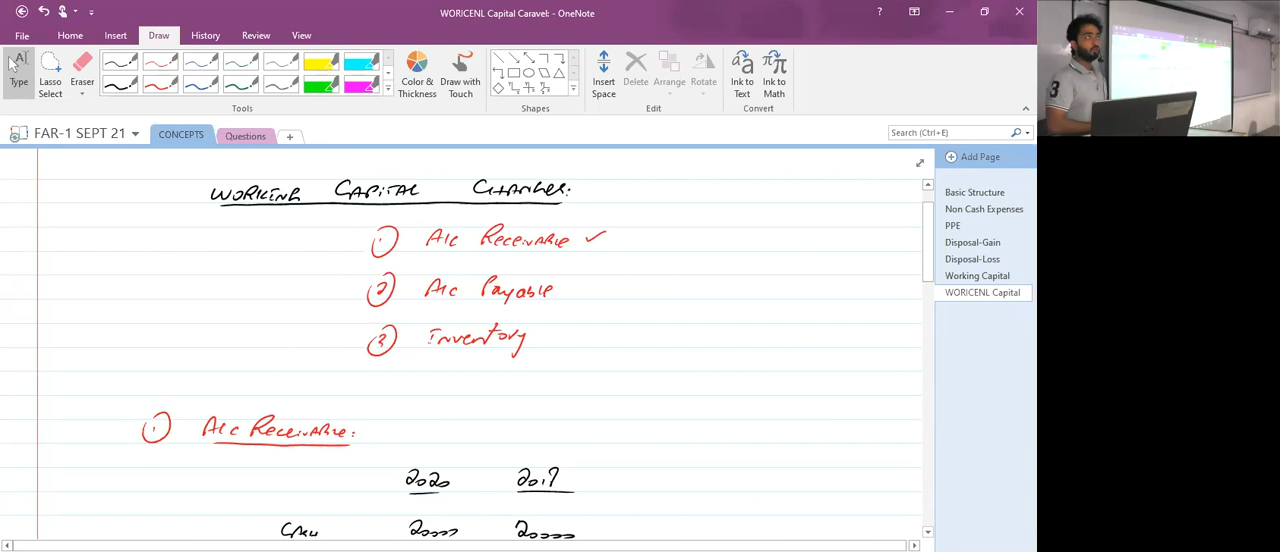 WORICENL Capital Caravel: - OneNote
File Home Insert Draw History Review View
Type
Lasso Select
Eraser
Color & Thickness
Draw with Touch
Insert Space
Delete
Arrange
Rotate
Ink to Text
Ink to Math
Tools
Shapes
Edit
Convert
FAR-1 SEPT 21
CONCEPTS
Questions
Search (Ctrl+E)
Add Page
Basic Structure
Non Cash Expenses
PPE
Disposal-Gain
Disposal-Loss
Working Capital
WORICENL Capital
WORKING CAPITAL CHANGES:
1 A/c Receivable ✓
2 A/c Payable
3 Inventory
1 A/c Receivable:
2020 2019
3